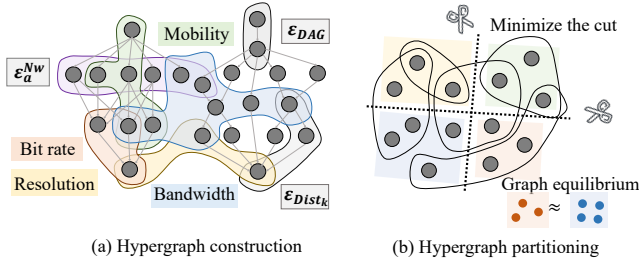 Mobility
ε_DAG
ε_a^Nw
Bit rate
Resolution
Bandwidth
ε_Dist_k
(a) Hypergraph construction
Minimize the cut
Graph equilibrium
≈
(b) Hypergraph partitioning